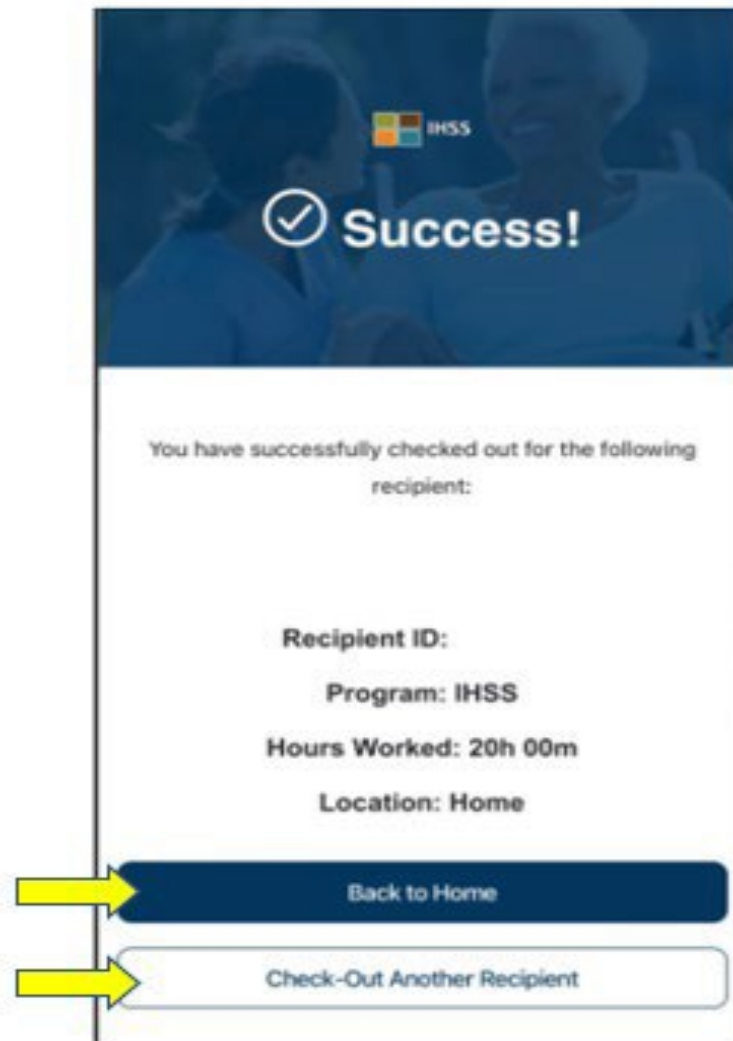 IHSS
Success!
You have successfully checked out for the following
recipient:
Recipient ID:
Program: IHSS
Hours Worked: 20h 00m
Location: Home
Back to Home
Check-Out Another Recipient